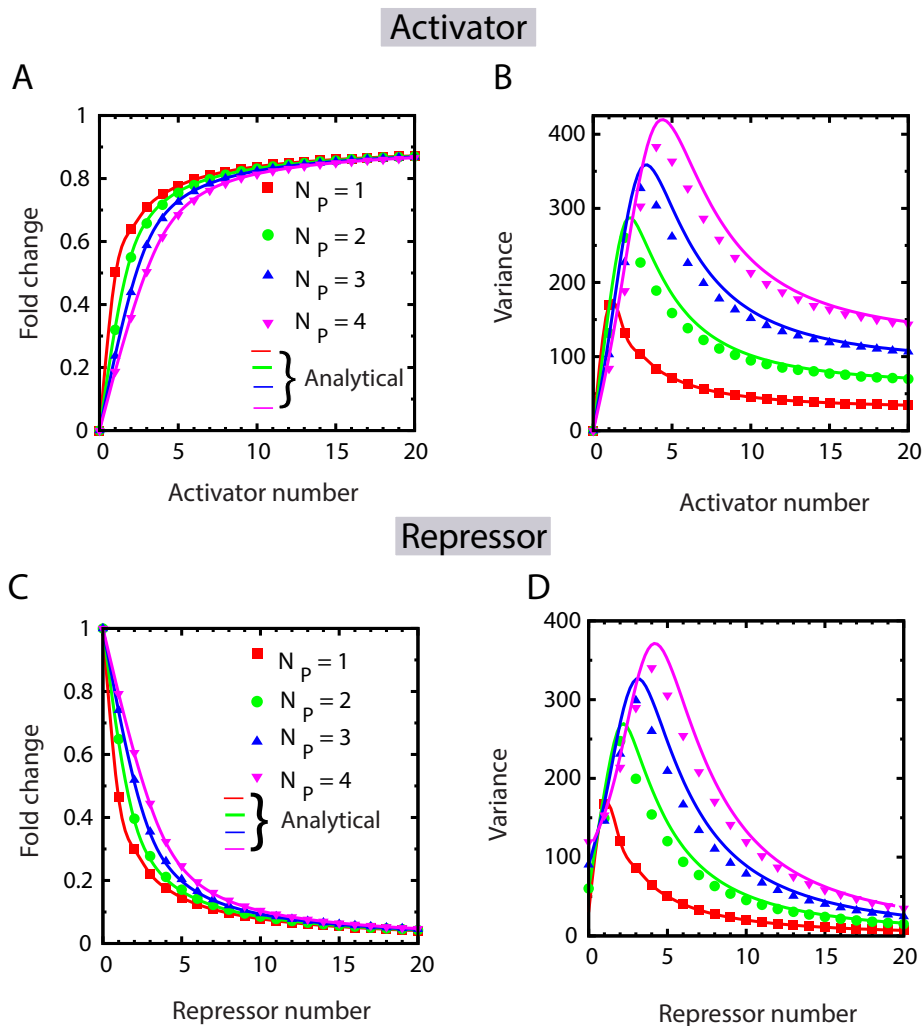 Activator
A
B
Fold change
1
0.8
0.6
0.4
0.2
0
N P = 1
N P = 2
N P = 3
N P = 4
} Analytical
0 5 10 15 20
Activator number
Variance
400
300
200
100
0
0 5 10 15 20
Activator number
Repressor
C
D
Fold change
1
0.8
0.6
0.4
0.2
0
N P = 1
N P = 2
N P = 3
N P = 4
} Analytical
0 5 10 15 20
Repressor number
Variance
400
300
200
100
0
0 5 10 15 20
Repressor number